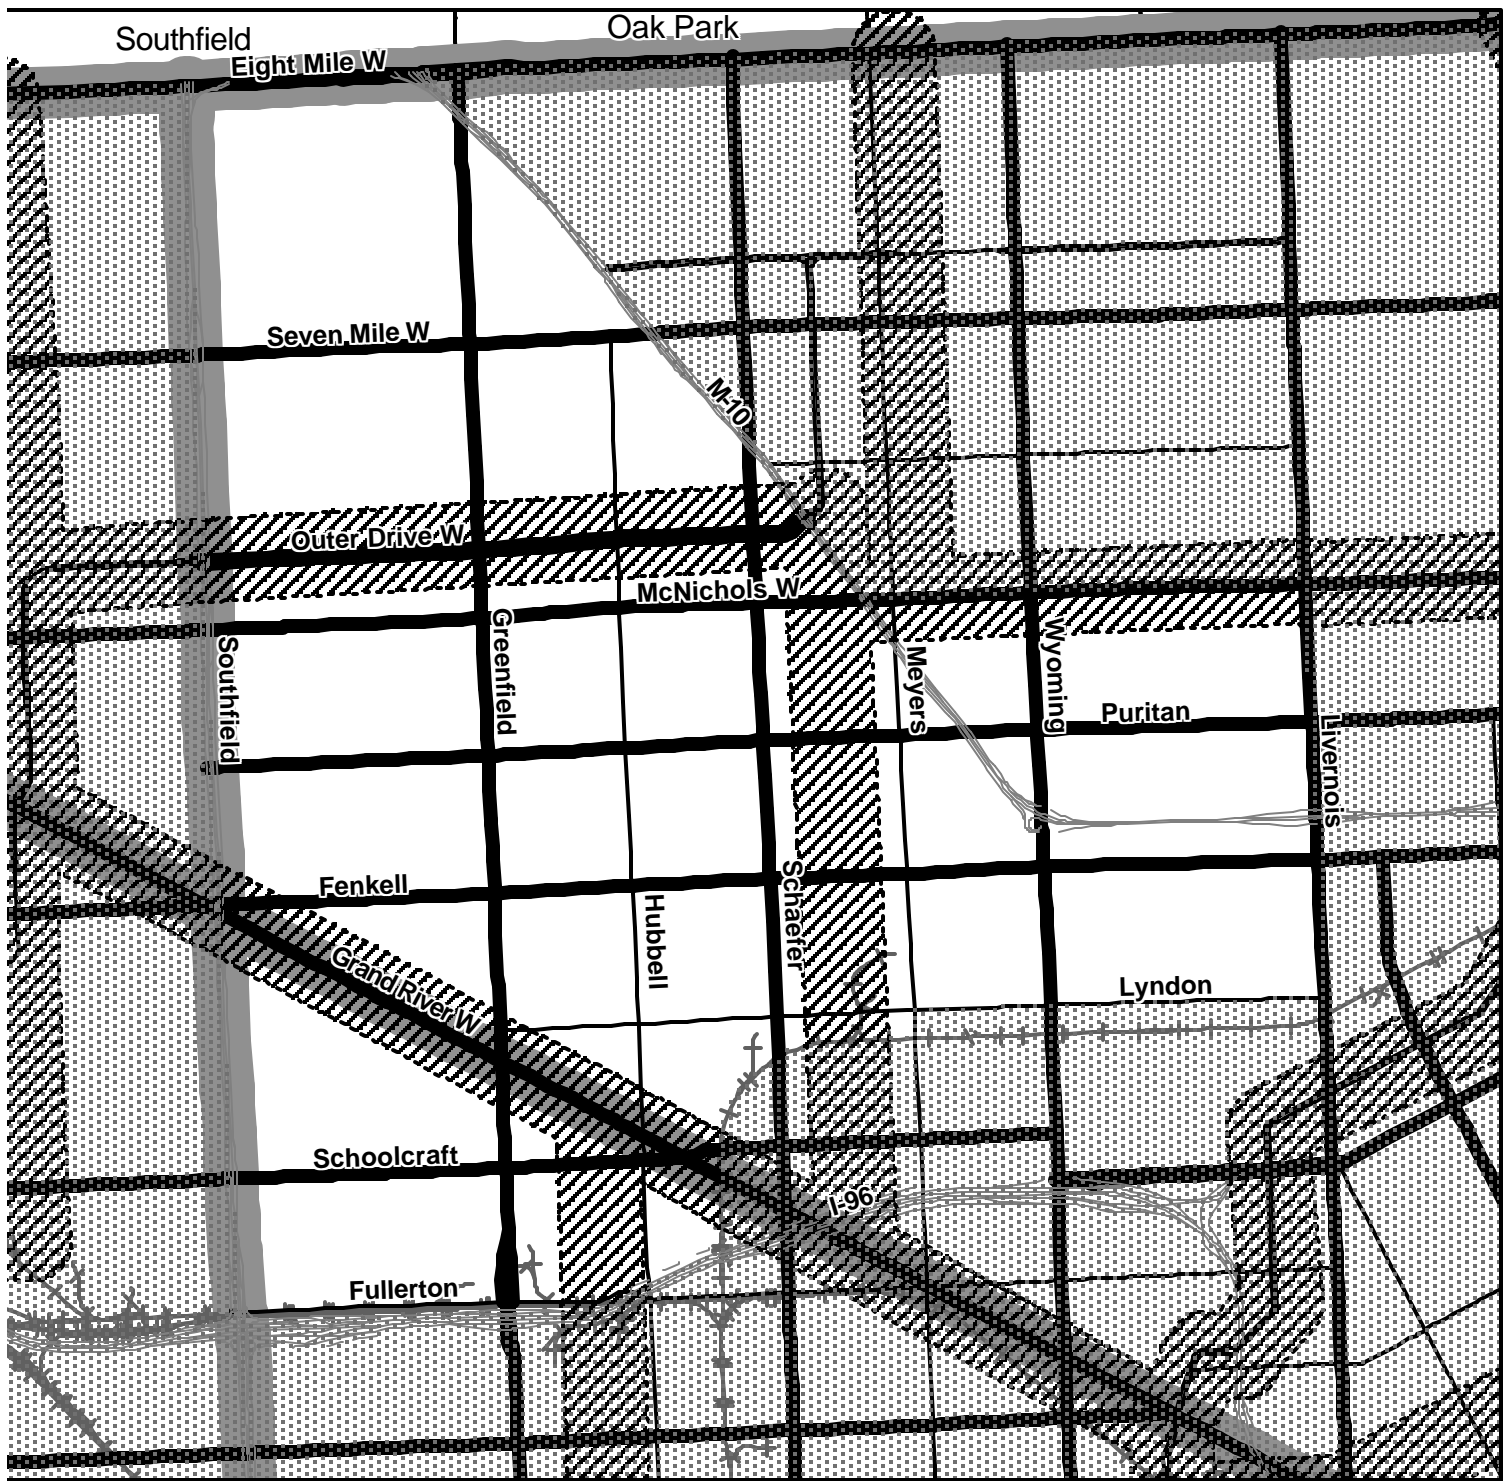 Southfield
Oak Park
Eight Mile W
Seven Mile W
M-10
Outer Drive W
McNichols W
Greenfield
Southfield
Meyers
Wyoming
Puritan
Livernois
Fenkell
Schaefer
Hubbell
Grand River W
Lyndon
Schoolcraft
I-96
Fullerton